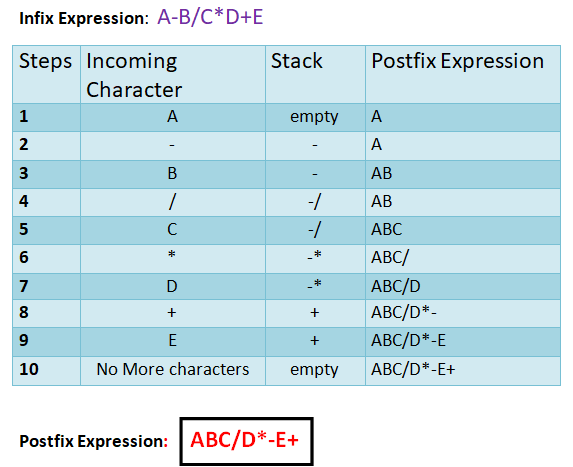 Infix Expression: A-B/C*D+E
Steps Incoming Character Stack Postfix Expression
1 A empty A
2 - - A
3 B - AB
4 / -/ AB
5 C -/ ABC
6 * -* ABC/
7 D -* ABC/D
8 + + ABC/D*-
9 E + ABC/D*-E
10 No More characters empty ABC/D*-E+
Postfix Expression: ABC/D*-E+